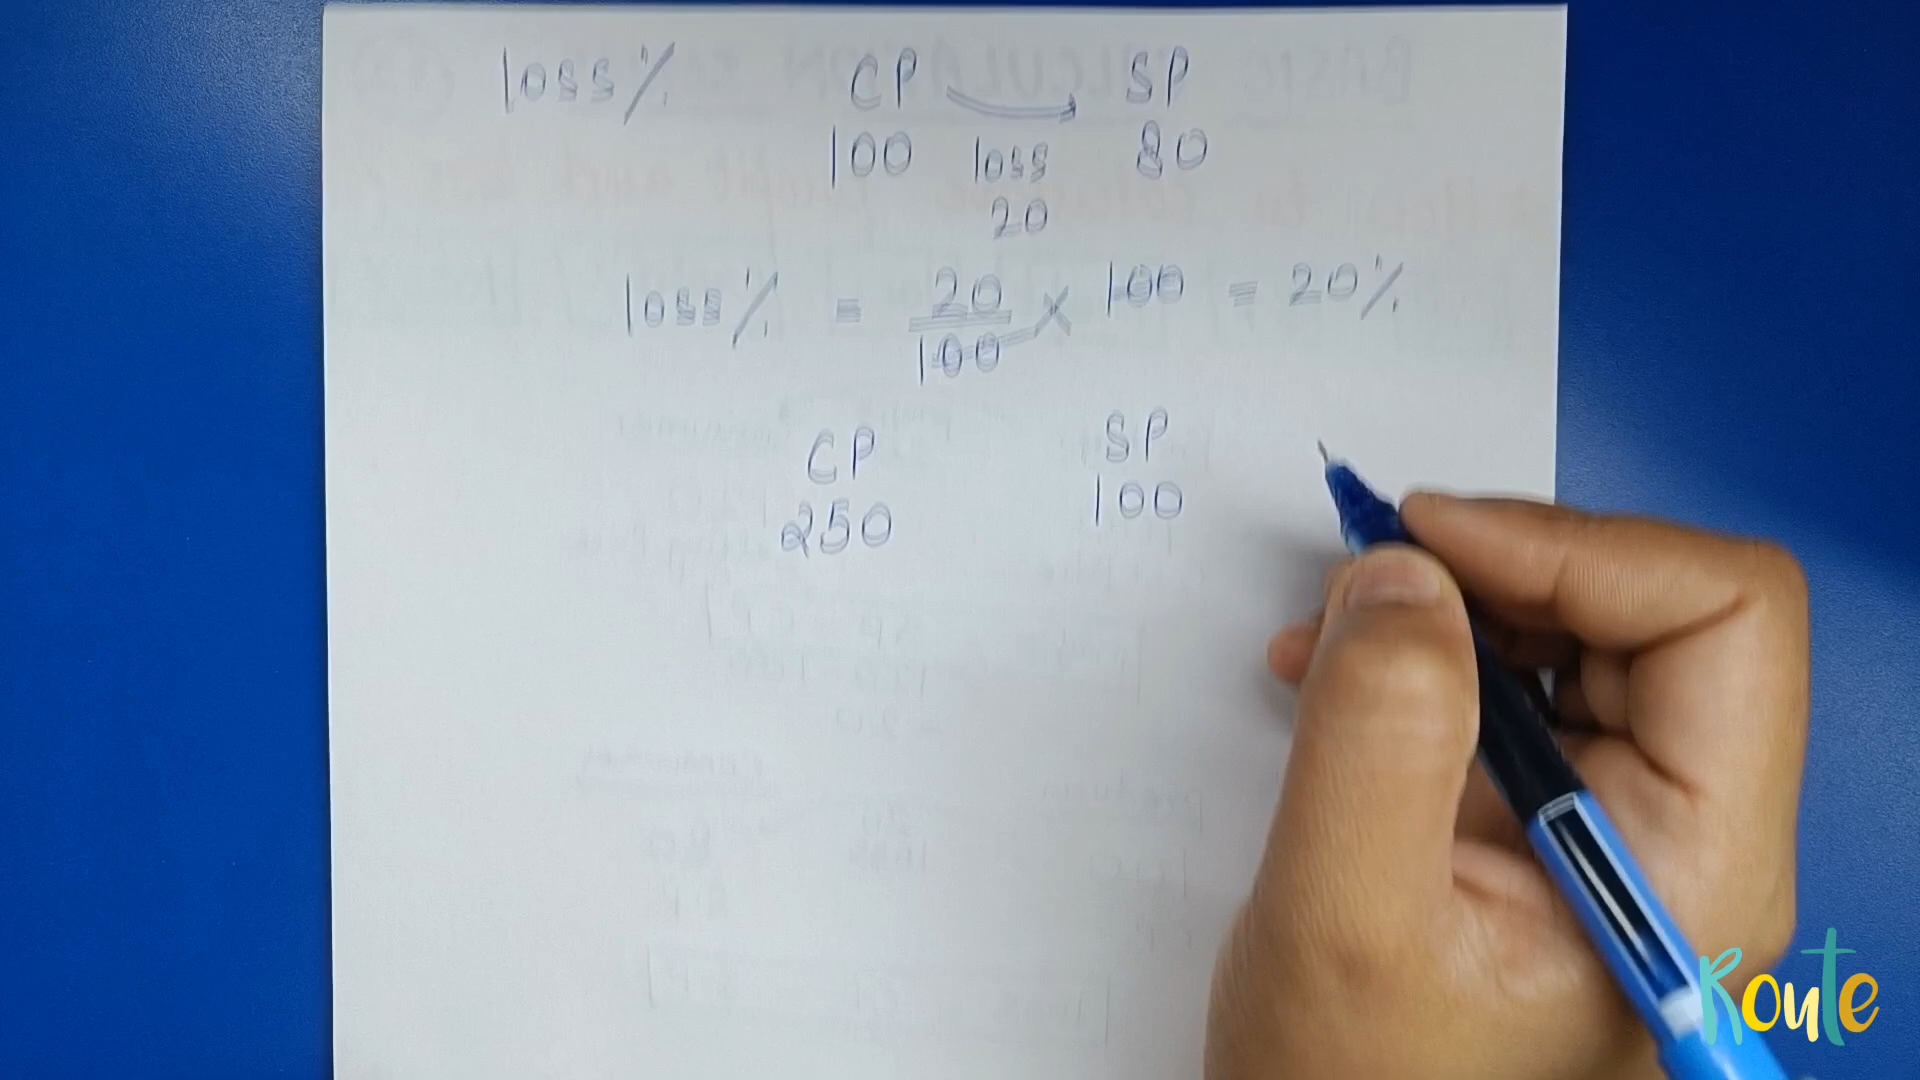 loss% CP SP
100 loss 80
20
loss% = 20/100 × 100 = 20%
CP SP
250 100
Route